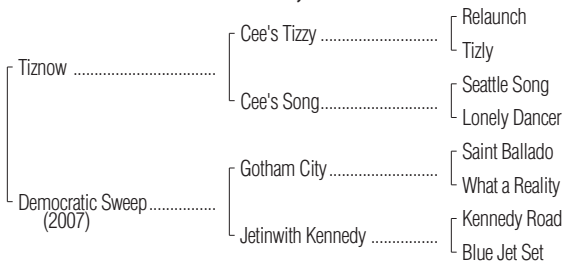 Relaunch
Cee's Tizzy ..........................
Tizly
Tiznow ................................
Seattle Song
Cee's Song..........................
Lonely Dancer
Saint Ballado
Gotham City........................
What a Reality
Democratic Sweep...............
(2007)
Kennedy Road
Jetinwith Kennedy ...............
Blue Jet Set